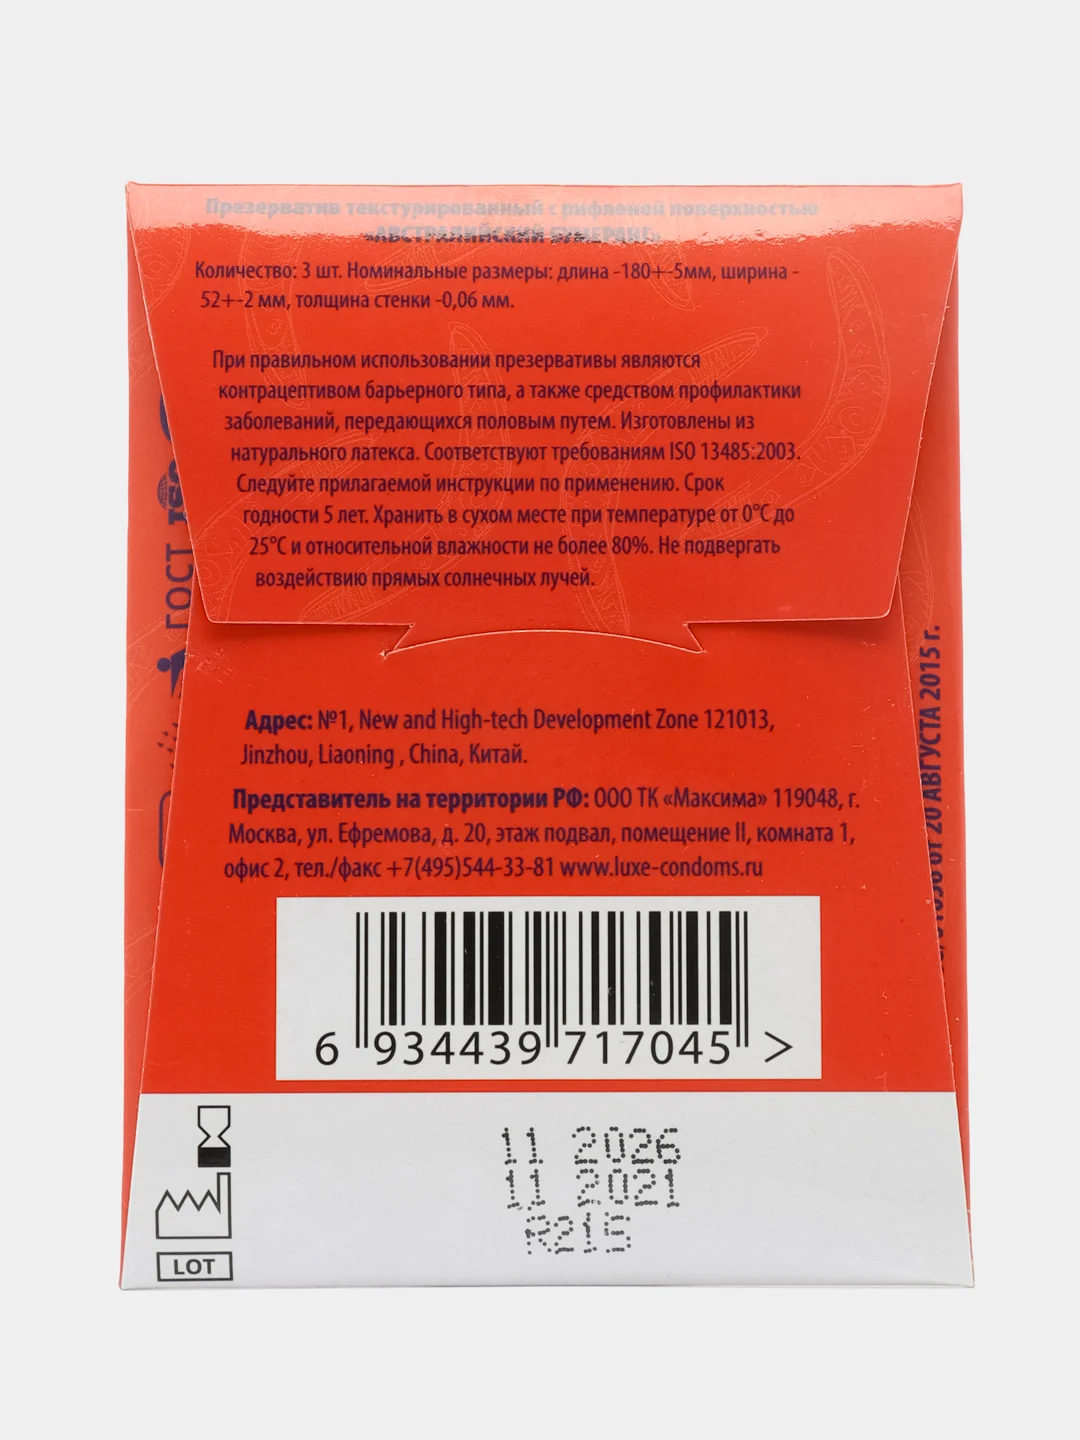 Презерватив текстурированный с рифленой поверхностью
«АВСТРАЛИЙСКИЙ БУМЕРАНГ»
Количество: 3 шт. Номинальные размеры: длина -180+-5мм, ширина -
52+-2 мм, толщина стенки -0,06 мм.
При правильном использовании презервативы являются
контрацептивом барьерного типа, а также средством профилактики
заболеваний, передающихся половым путем. Изготовлены из
натурального латекса. Соответствуют требованиям ISO 13485:2003.
Следуйте прилагаемой инструкции по применению. Срок
годности 5 лет. Хранить в сухом месте при температуре от 0°С до
25°С и относительной влажности не более 80%. Не подвергать
воздействию прямых солнечных лучей.
ГОСТ
от 20 АВГУСТА 2015 г.
Адрес: №1, New and High-tech Development Zone 121013,
Jinzhou, Liaoning , China, Китай.
Представитель на территории РФ: ООО ТК «Максима» 119048, г.
Москва, ул. Ефремова, д. 20, этаж подвал, помещение II, комната 1,
офис 2, тел./факс +7(495)544-33-81 www.luxe-condoms.ru
6 934439 717045 >
11 2026
11 2021
R215
LOT